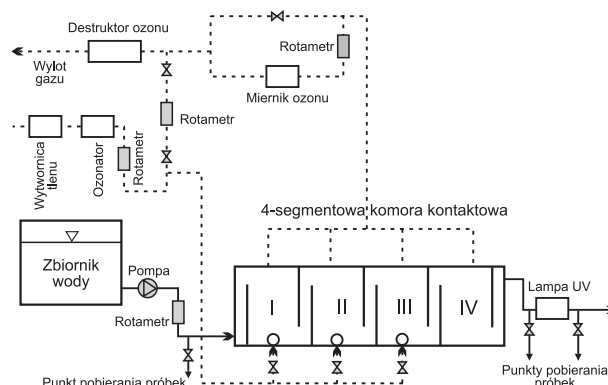 Destruktor ozonu
Wylot
gazu
Rotametr
Miernik ozonu
Rotametr
Wytwornica
tlenu
Ozonator
Rotametr
4-segmentowa komora kontaktowa
Zbiornik
wody
Pompa
Rotametr
I
II
III
IV
Lampa UV
Punkt pobierania próbek
Punkty pobierania
próbek